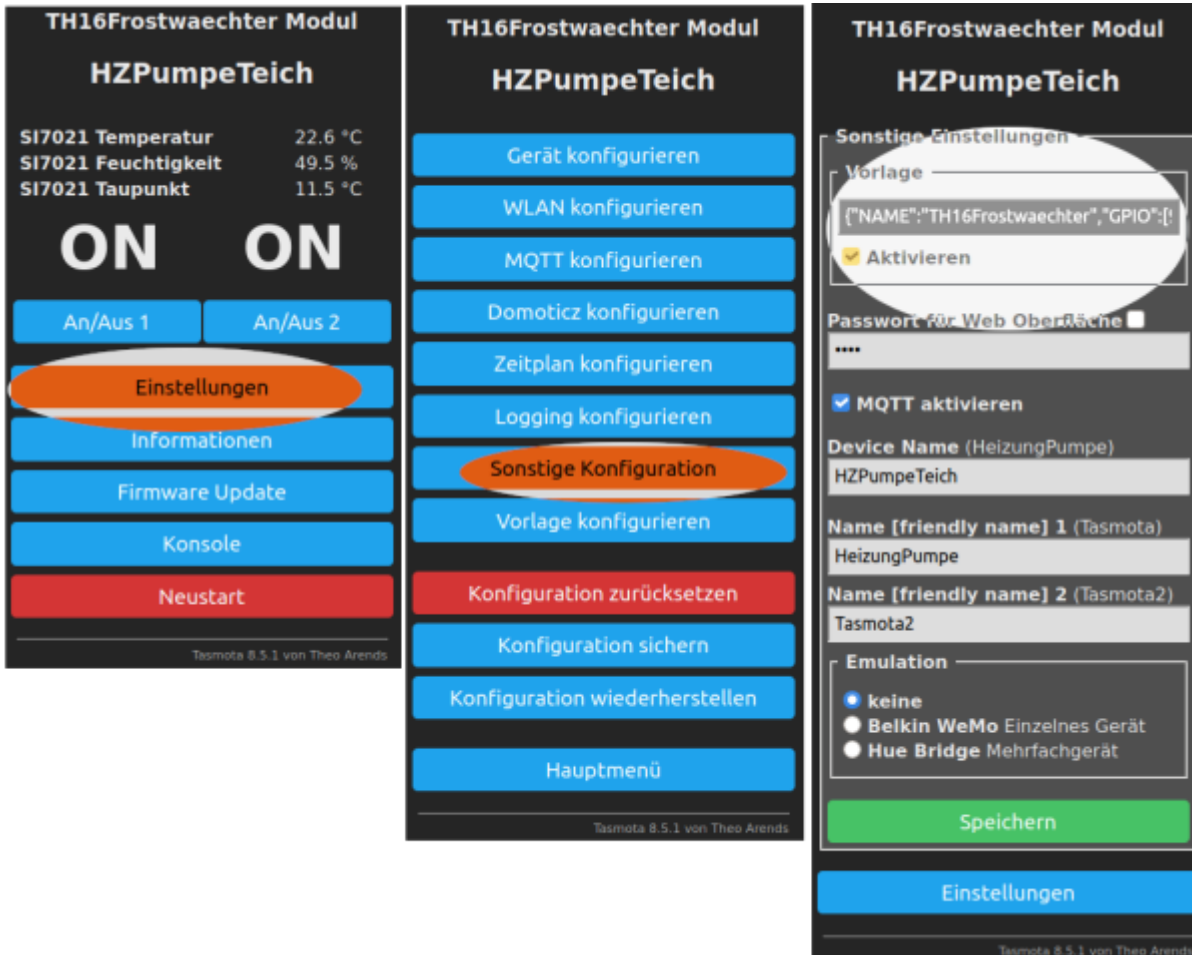 TH16Frostwaechter Modul
HZPumpeTeich
SI7021 Temperatur 22.6 °C
SI7021 Feuchtigkeit 49.5 %
SI7021 Taupunkt 11.5 °C
ON ON
An/Aus 1 An/Aus 2
Einstellungen
Informationen
Firmware Update
Konsole
Neustart
Tasmota 8.5.1 von Theo Arends
TH16Frostwaechter Modul
HZPumpeTeich
Gerät konfigurieren
WLAN konfigurieren
MQTT konfigurieren
Domoticz konfigurieren
Zeitplan konfigurieren
Logging konfigurieren
Sonstige Konfiguration
Vorlage konfigurieren
Konfiguration zurücksetzen
Konfiguration sichern
Konfiguration wiederherstellen
Hauptmenü
Tasmota 8.5.1 von Theo Arends
TH16Frostwaechter Modul
HZPumpeTeich
Sonstige Einstellungen
Vorlage
{"NAME":"TH16Frostwaechter","GPIO":[
Aktivieren
Passwort für Web Oberfläche
••••
MQTT aktivieren
Device Name (HeizungPumpe)
HZPumpeTeich
Name [friendly name] 1 (Tasmota)
HeizungPumpe
Name [friendly name] 2 (Tasmota2)
Tasmota2
Emulation
keine
Belkin WeMo Einzelnes Gerät
Hue Bridge Mehrfachgerät
Speichern
Einstellungen
Tasmota 8.5.1 von Theo Arends